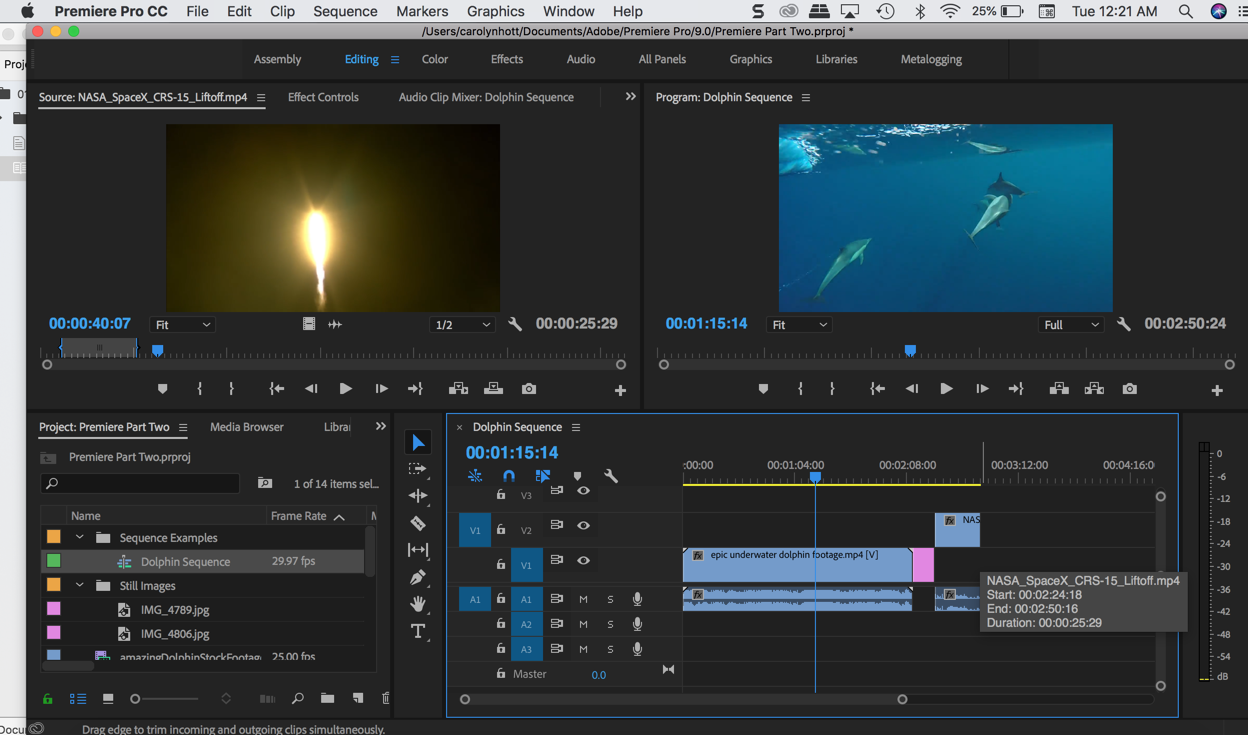 Premiere Pro CC File Edit Clip Sequence Markers Graphics Window Help 25% Tue 12:21 AM
/Users/carolynhott/Documents/Adobe/Premiere Pro/9.0/Premiere Part Two.prproj *
Assembly Editing Color Effects Audio All Panels Graphics Libraries Metalogging
Proje
Source: NASA_SpaceX_CRS-15_Liftoff.mp4 Effect Controls Audio Clip Mixer: Dolphin Sequence Program: Dolphin Sequence
00:00:40:07 Fit 1/2 00:00:25:29 00:01:15:14 Fit Full 00:02:50:24
Project: Premiere Part Two Media Browser Librar Dolphin Sequence
Premiere Part Two.prproj 00:01:15:14
1 of 14 items sel...
:00:00 00:01:04:00 00:02:08:00 00:03:12:00 00:04:16:0
Name Frame Rate
Sequence Examples
Dolphin Sequence 29.97 fps
Still Images
IMG_4789.jpg
IMG_4806.jpg
amazingDolphinStockFootage 25.00 fps
V3
V1 V2 NAS
V1 fx epic underwater dolphin footage.mp4 [V]
A1 A1 M S fx
A2 M S
A3 M S
Master 0.0
NASA_SpaceX_CRS-15_Liftoff.mp4
Start: 00:02:24:18
End: 00:02:50:16
Duration: 00:00:25:29
0
-6
-12
-18
-24
-30
-36
-42
-48
-54
dB
Docu
Drag edge to trim incoming and outgoing clips simultaneously.